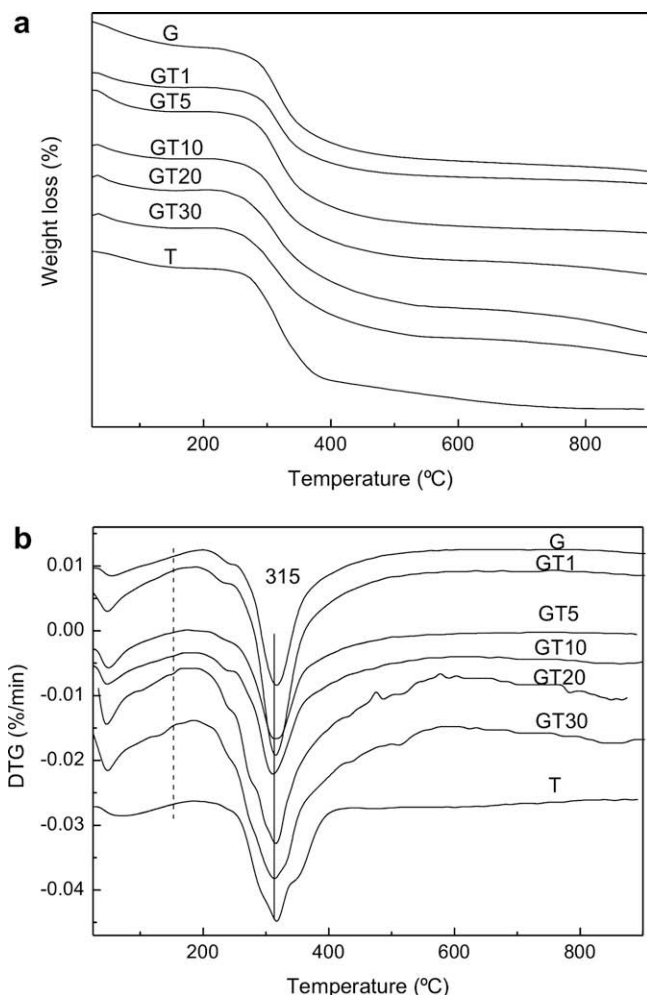 a
G
GT1
GT5
GT10
GT20
GT30
T
Weight loss (%)
200 400 600 800
Temperature (ºC)
b
G
GT1
315
GT5
GT10
GT20
GT30
T
0.01
0.00
-0.01
-0.02
-0.03
-0.04
DTG (%/min)
200 400 600 800
Temperature (ºC)